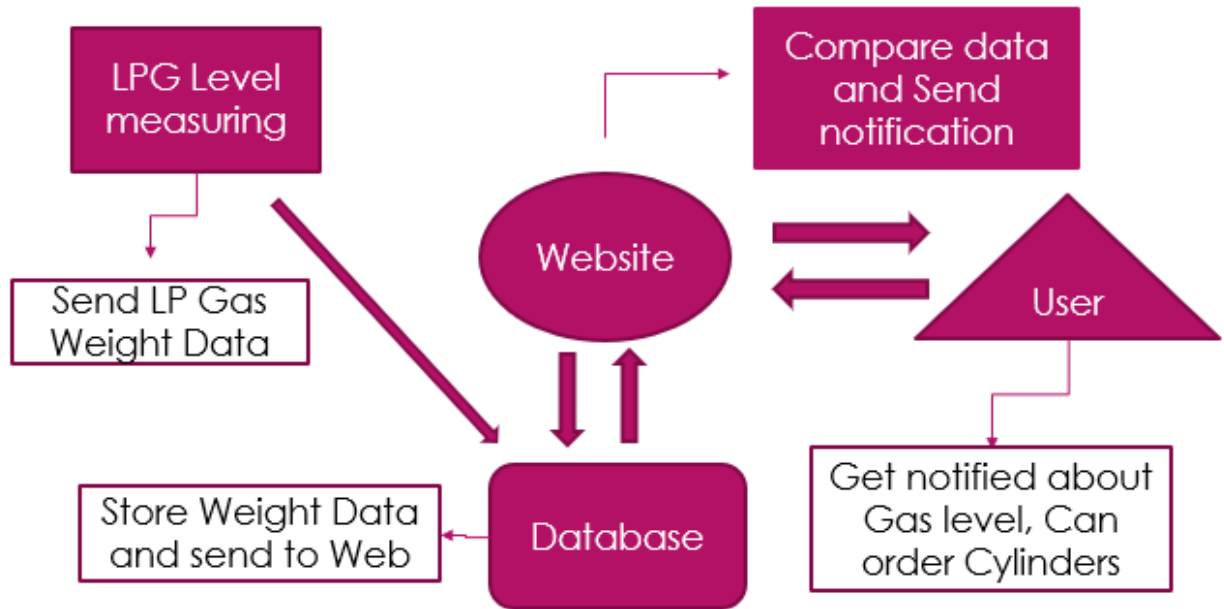 LPG Level
measuring
Compare data
and Send
notification
Website
User
Send LP Gas
Weight Data
Store Weight Data
and send to Web
Database
Get notified about
Gas level, Can
order Cylinders